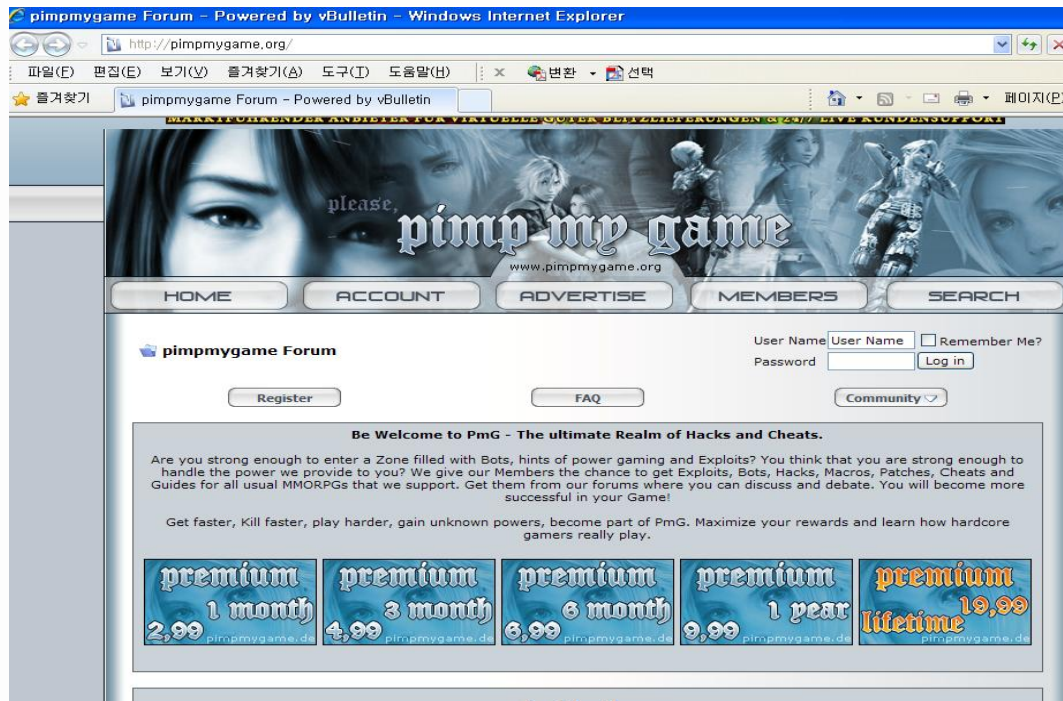 pimpmygame Forum - Powered by vBulletin - Windows Internet Explorer
http://pimpmygame.org/
파일(F) 편집(E) 보기(V) 즐겨찾기(A) 도구(T) 도움말(H) x 변환 선택
즐겨찾기 pimpmygame Forum - Powered by vBulletin 페이지(P
MARKTFÜHRENDER ANBIETER FÜR VIRTUELLE GÜTER BLITZLIEFERUNGEN & 24/7 LIVE KUNDENSUPPORT
please,
pimp my game
www.pimpmygame.org
HOME ACCOUNT ADVERTISE MEMBERS SEARCH
pimpmygame Forum
User Name User Name Remember Me?
Password Log in
Register FAQ Community
Be Welcome to PmG - The ultimate Realm of Hacks and Cheats.
Are you strong enough to enter a Zone filled with Bots, hints of power gaming and Exploits? You think that you are strong enough to
handle the power we provide to you? We give our Members the chance to get Exploits, Bots, Hacks, Macros, Patches, Cheats and
Guides for all usual MMORPGs that we support. Get them from our forums where you can discuss and debate. You will become more
successful in your Game!
Get faster, Kill faster, play harder, gain unknown powers, become part of PmG. Maximize your rewards and learn how hardcore
gamers really play.
premium
1 month
2,99 pimpmygame.de
premium
3 month
4,99 pimpmygame.de
premium
6 month
6,99 pimpmygame.de
premium
1 year
9,99 pimpmygame.de
premium
19,99
lifetime
pimpmygame.de